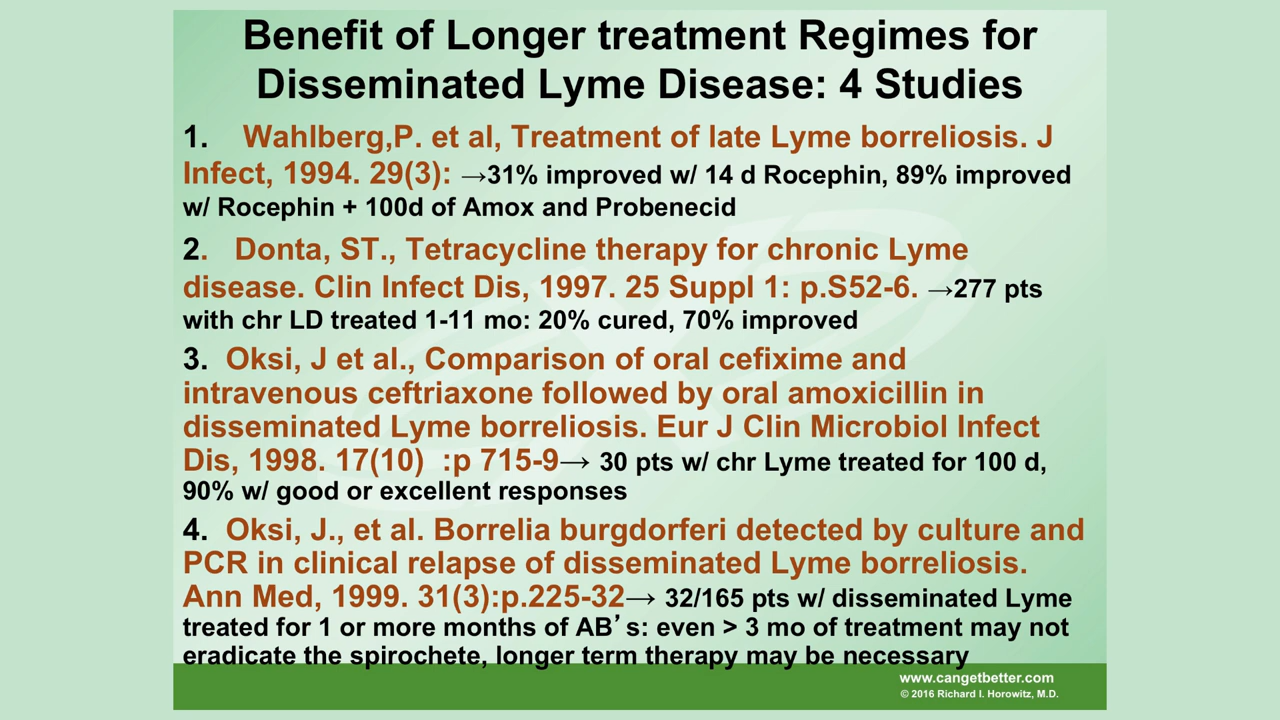 Benefit of Longer treatment Regimes for
Disseminated Lyme Disease: 4 Studies
1. Wahlberg,P. et al, Treatment of late Lyme borreliosis. J
Infect, 1994. 29(3): →31% improved w/ 14 d Rocephin, 89% improved
w/ Rocephin + 100d of Amox and Probenecid
2. Donta, ST., Tetracycline therapy for chronic Lyme
disease. Clin Infect Dis, 1997. 25 Suppl 1: p.S52-6. →277 pts
with chr LD treated 1-11 mo: 20% cured, 70% improved
3. Oksi, J et al., Comparison of oral cefixime and
intravenous ceftriaxone followed by oral amoxicillin in
disseminated Lyme borreliosis. Eur J Clin Microbiol Infect
Dis, 1998. 17(10) :p 715-9→ 30 pts w/ chr Lyme treated for 100 d,
90% w/ good or excellent responses
4. Oksi, J., et al. Borrelia burgdorferi detected by culture and
PCR in clinical relapse of disseminated Lyme borreliosis.
Ann Med, 1999. 31(3):p.225-32→ 32/165 pts w/ disseminated Lyme
treated for 1 or more months of AB’s: even > 3 mo of treatment may not
eradicate the spirochete, longer term therapy may be necessary
www.cangetbetter.com
© 2016 Richard I. Horowitz, M.D.